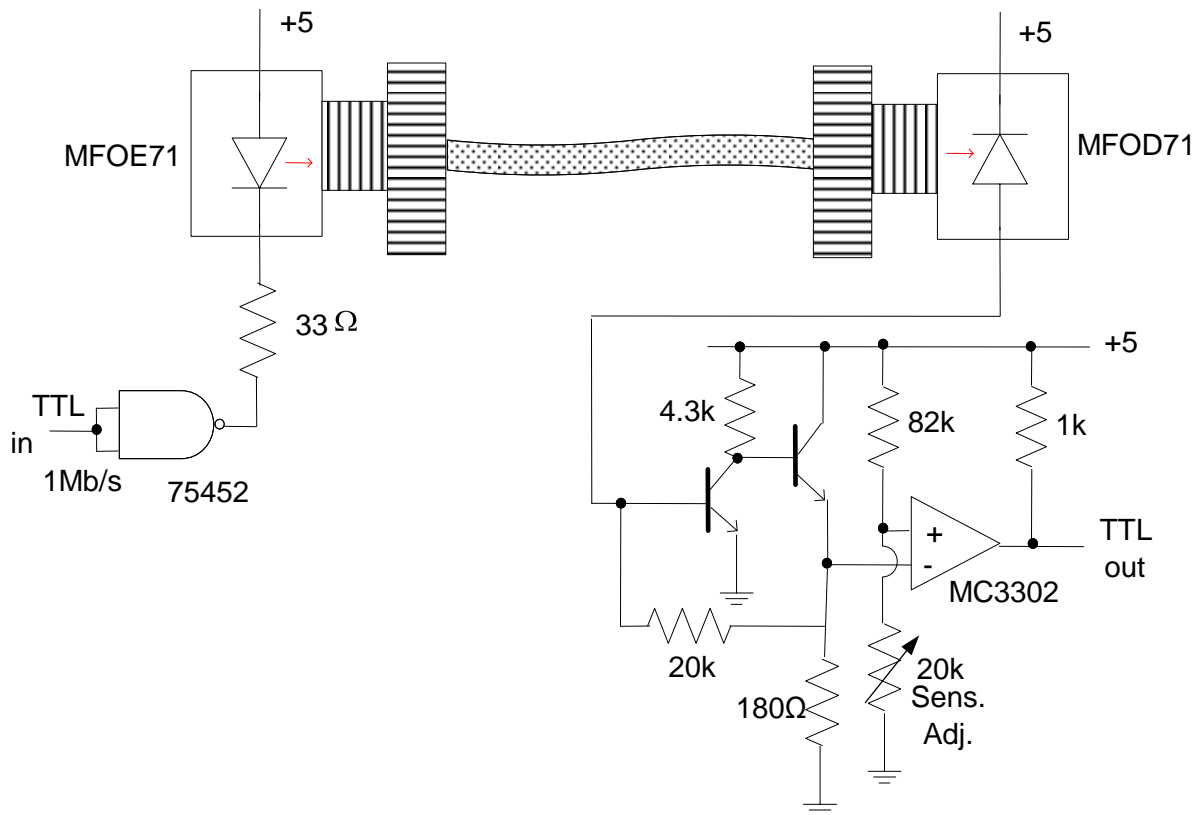 +5
+5
MFOE71
MFOD71
33 Ω
+5
TTL
in
1Mb/s
75452
4.3k
82k
1k
+
-
MC3302
TTL
out
20k
180Ω
20k
Sens.
Adj.